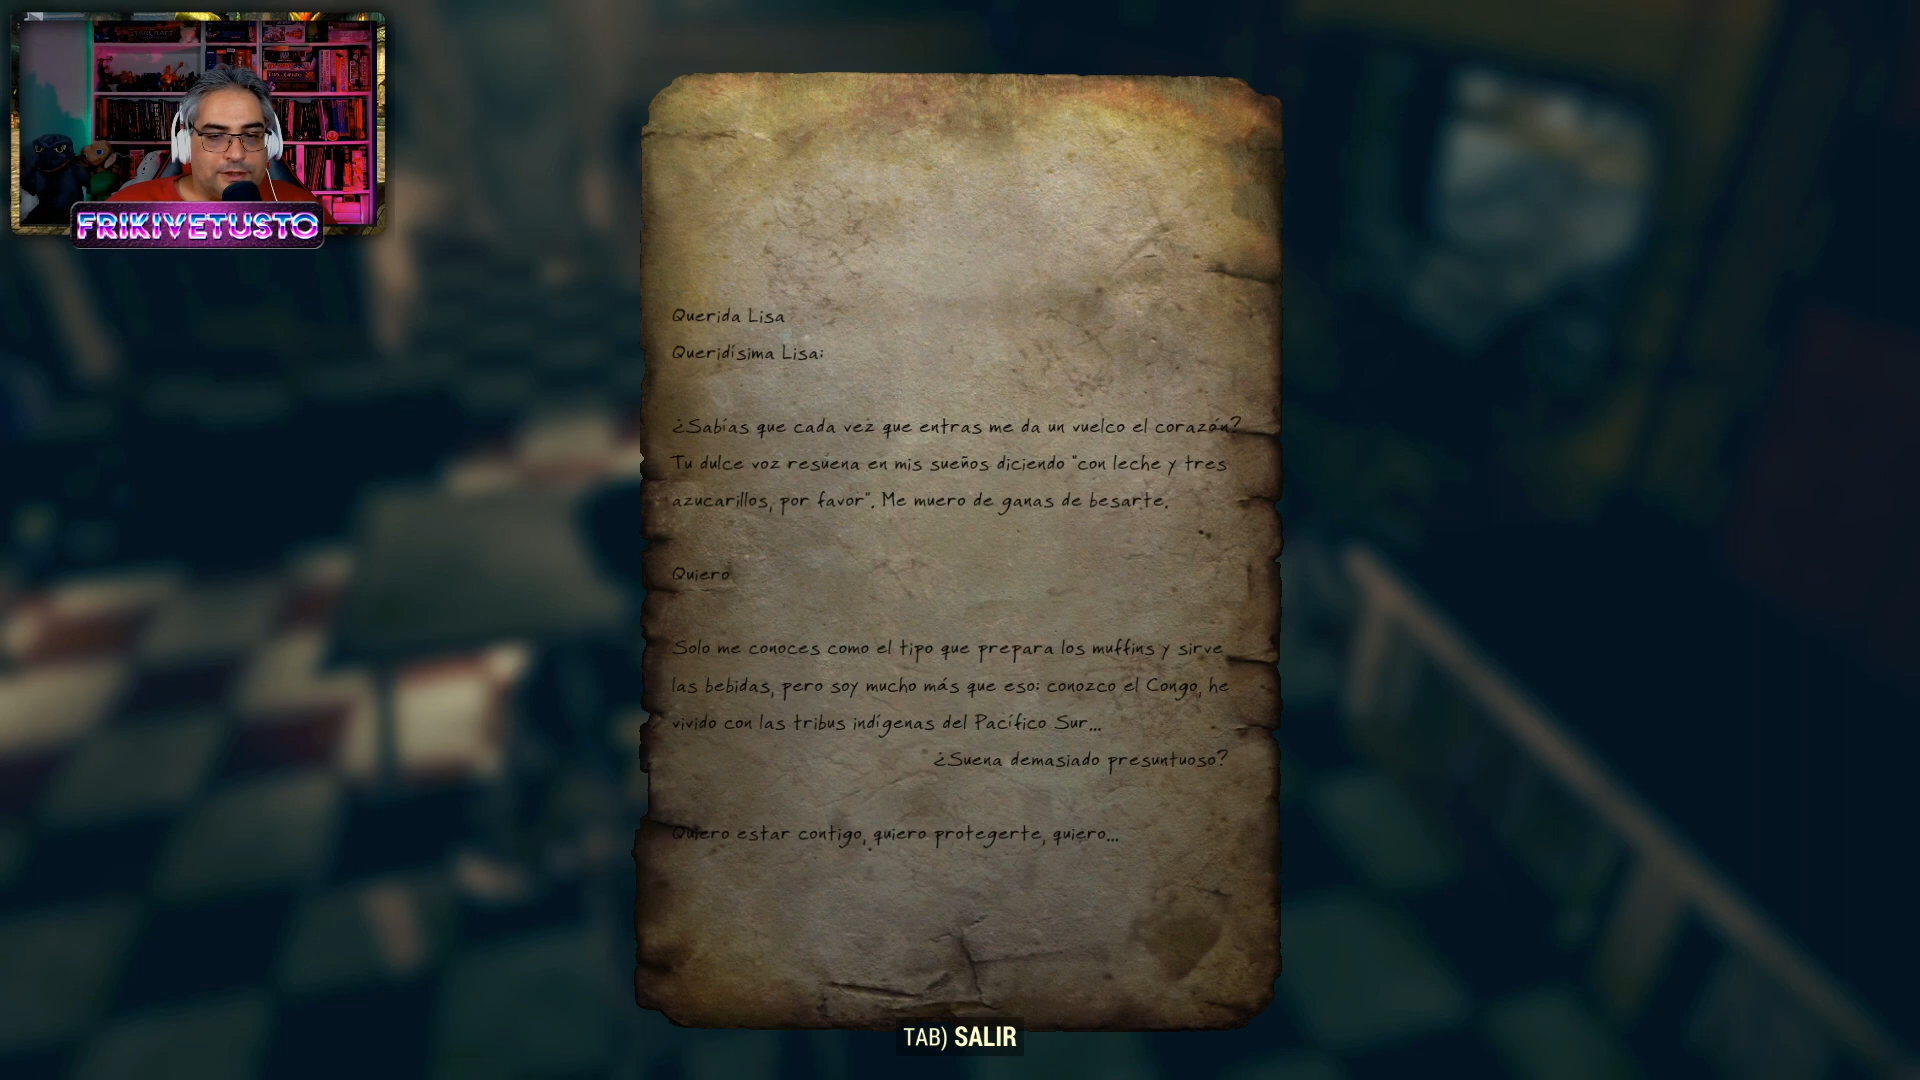 FRIKIVETUSTO
Querida Lisa
Queridísima Lisa:
¿Sabías que cada vez que entras me da un vuelco el corazón?
Tu dulce voz resuena en mis sueños diciendo "con leche y tres
azucarillos, por favor". Me muero de ganas de besarte.
Quiero
Solo me conoces como el tipo que prepara los muffins y sirve
las bebidas, pero soy mucho más que eso: conozco el Congo, he
vivido con las tribus indígenas del Pacífico Sur...
¿Suena demasiado presuntuoso?
Quiero estar contigo, quiero protegerte, quiero...
TAB) SALIR